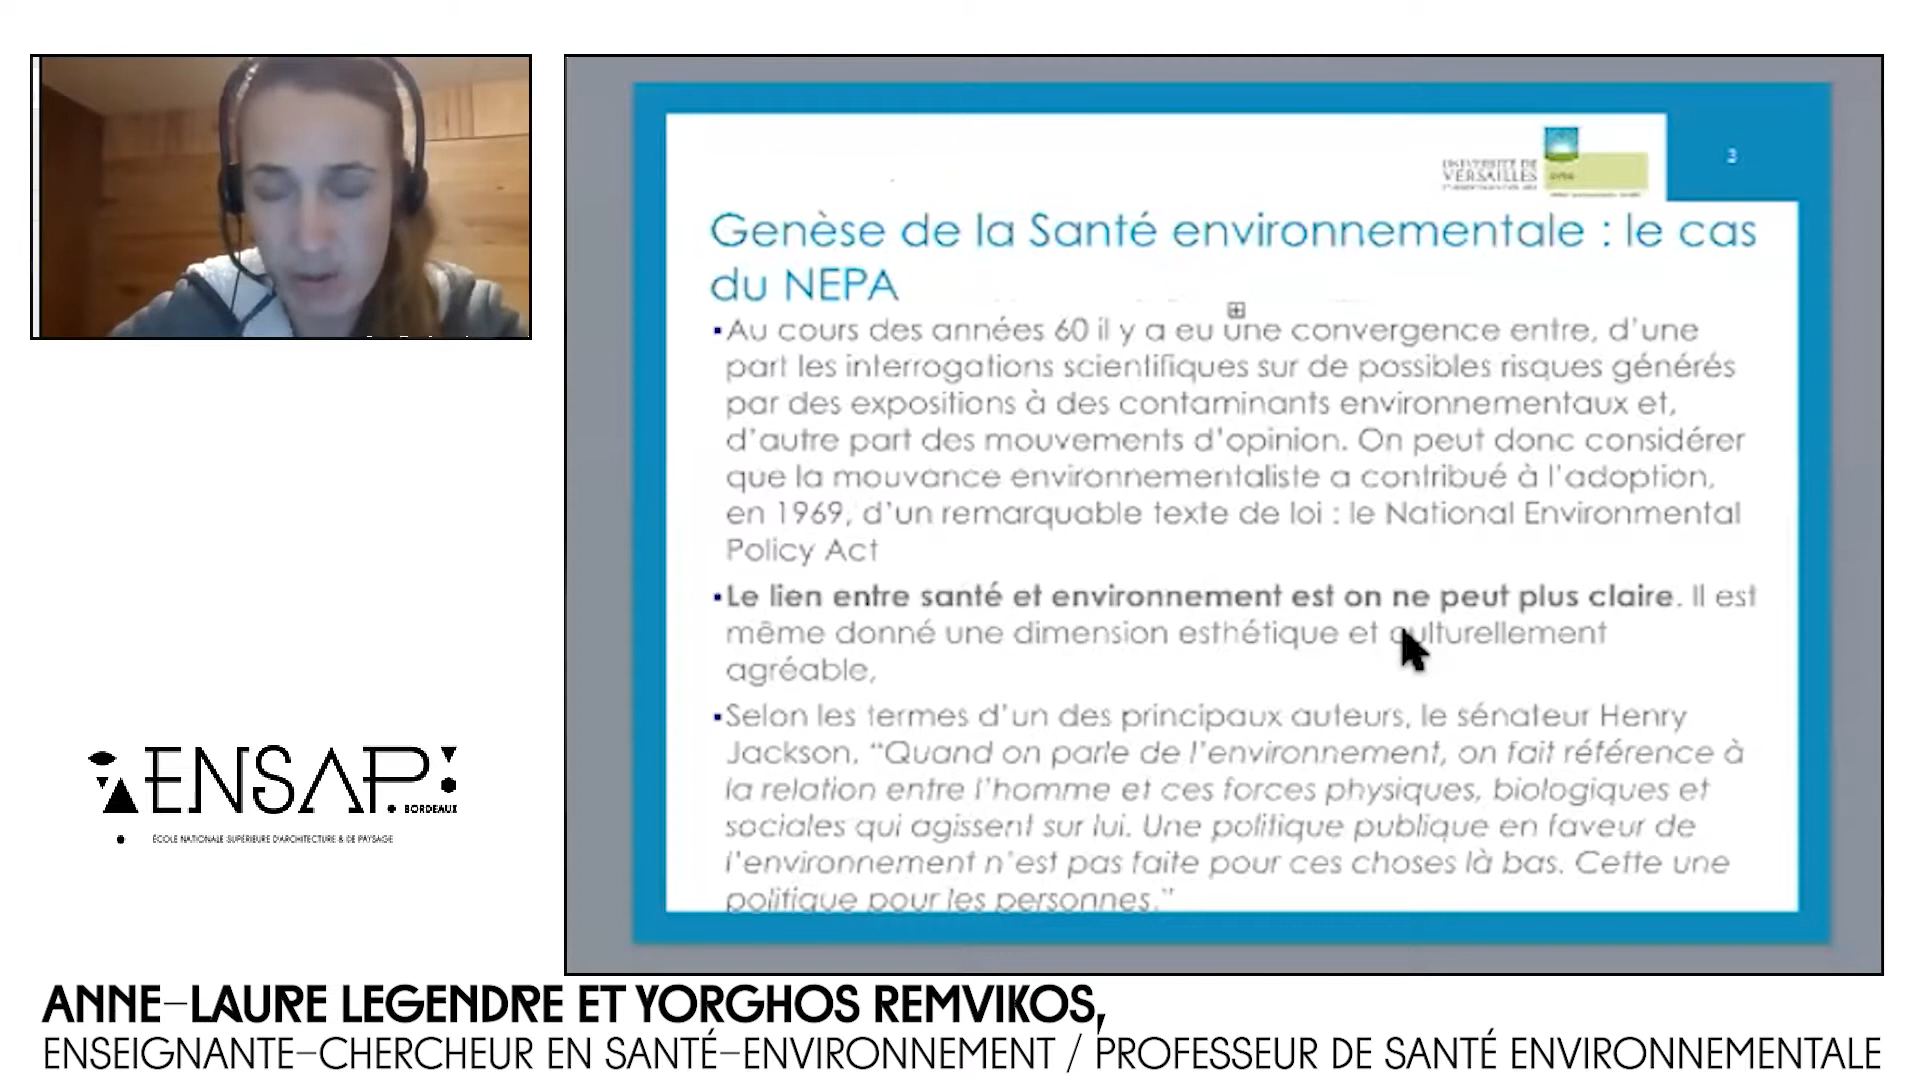 3
UNIVERSITÉ DE
VERSAILLES
Genèse de la Santé environnementale : le cas
du NEPA
▪Au cours des années 60 il y a eu une convergence entre, d'une
part les interrogations scientifiques sur de possibles risques générés
par des expositions à des contaminants environnementaux et,
d'autre part des mouvements d'opinion. On peut donc considérer
que la mouvance environnementaliste a contribué à l'adoption,
en 1969, d'un remarquable texte de loi : le National Environmental
Policy Act
▪Le lien entre santé et environnement est on ne peut plus claire. Il est
même donné une dimension esthétique et culturellement
agréable,
▪Selon les termes d'un des principaux auteurs, le sénateur Henry
Jackson, “Quand on parle de l'environnement, on fait référence à
la relation entre l'homme et ces forces physiques, biologiques et
sociales qui agissent sur lui. Une politique publique en faveur de
l'environnement n'est pas faite pour ces choses là bas. Cette une
politique pour les personnes.”
ENSAP
BORDEAUX
ÉCOLE NATIONALE SUPÉRIEURE D'ARCHITECTURE & DE PAYSAGE
ANNE-LAURE LEGENDRE ET YORGHOS REMVIKOS,
ENSEIGNANTE-CHERCHEUR EN SANTÉ-ENVIRONNEMENT / PROFESSEUR DE SANTÉ ENVIRONNEMENTALE